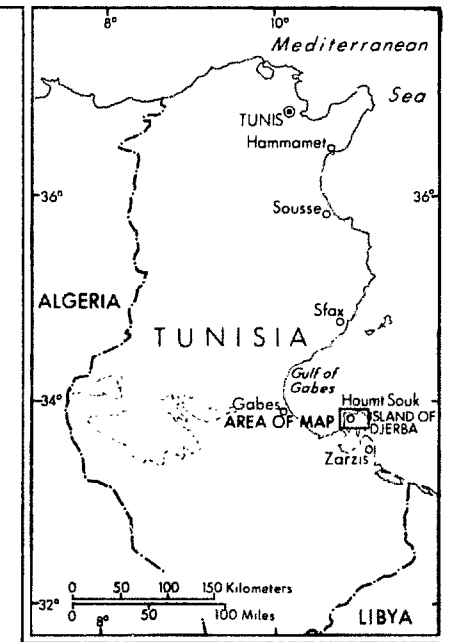 8° 10°
Mediterranean
Sea
TUNIS
Hammamet
36° 36°
Sousse
ALGERIA
Sfax
TUNISIA
Gulf of
Gabes
34° Houmt Souk
Gabes ISLAND OF
AREA OF MAP DJERBA
Zarzis
0 50 100 150 Kilometers
32°
0 50 100 Miles
8° LIBYA